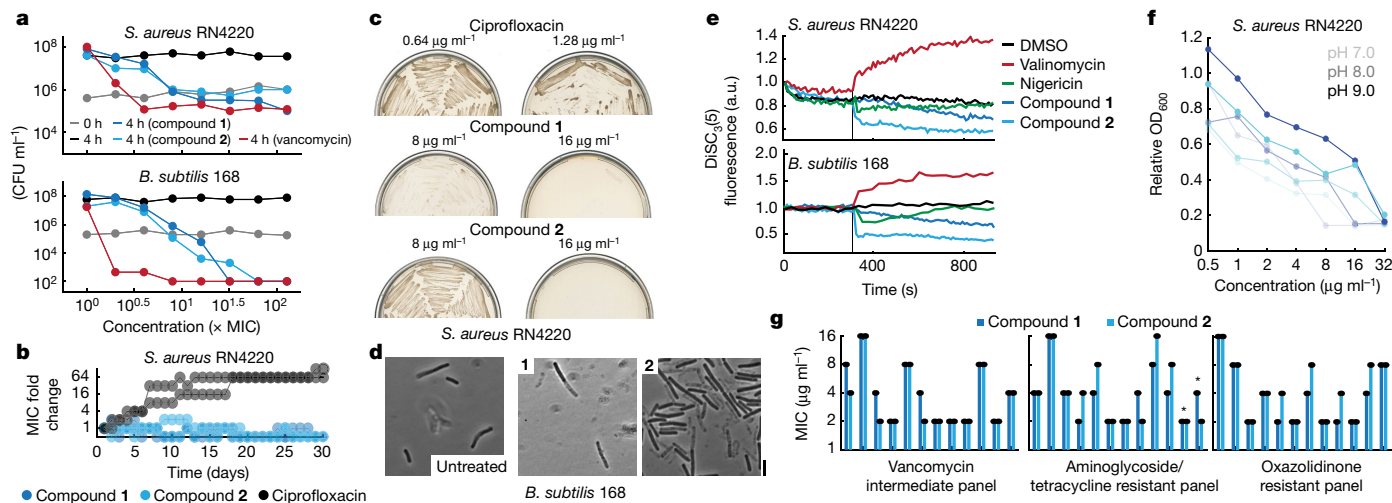 a
S. aureus RN4220
10⁸
10⁶
10⁴
0 h
4 h (compound 1)
4 h
4 h (compound 2)
4 h (vancomycin)
(CFU ml⁻¹)
B. subtilis 168
10⁸
10⁶
10⁴
10²
10⁰
10⁰·⁵
10¹
10¹·⁵
10²
Concentration (× MIC)
b
S. aureus RN4220
MIC fold
change
64
16
4
1
0
5
10
15
20
25
30
Time (days)
Compound 1
Compound 2
Ciprofloxacin
c
Ciprofloxacin
0.64 μg ml⁻¹
1.28 μg ml⁻¹
Compound 1
8 μg ml⁻¹
16 μg ml⁻¹
Compound 2
8 μg ml⁻¹
16 μg ml⁻¹
S. aureus RN4220
d
Untreated
1
2
B. subtilis 168
e
S. aureus RN4220
1.4
1.2
1.0
0.8
0.6
DiSC₃(5)
fluorescence (a.u.)
B. subtilis 168
2.0
1.5
1.0
0.5
0
400
800
Time (s)
DMSO
Valinomycin
Nigericin
Compound 1
Compound 2
f
S. aureus RN4220
pH 7.0
pH 8.0
pH 9.0
Relative OD₆₀₀
1.2
1.0
0.8
0.6
0.4
0.2
0
0.5
1
2
4
8
16
32
Concentration (μg ml⁻¹)
g
Compound 1
Compound 2
MIC (μg ml⁻¹)
16
8
4
2
1
*
*
Vancomycin
intermediate panel
Aminoglycoside/
tetracycline resistant panel
Oxazolidinone
resistant panel